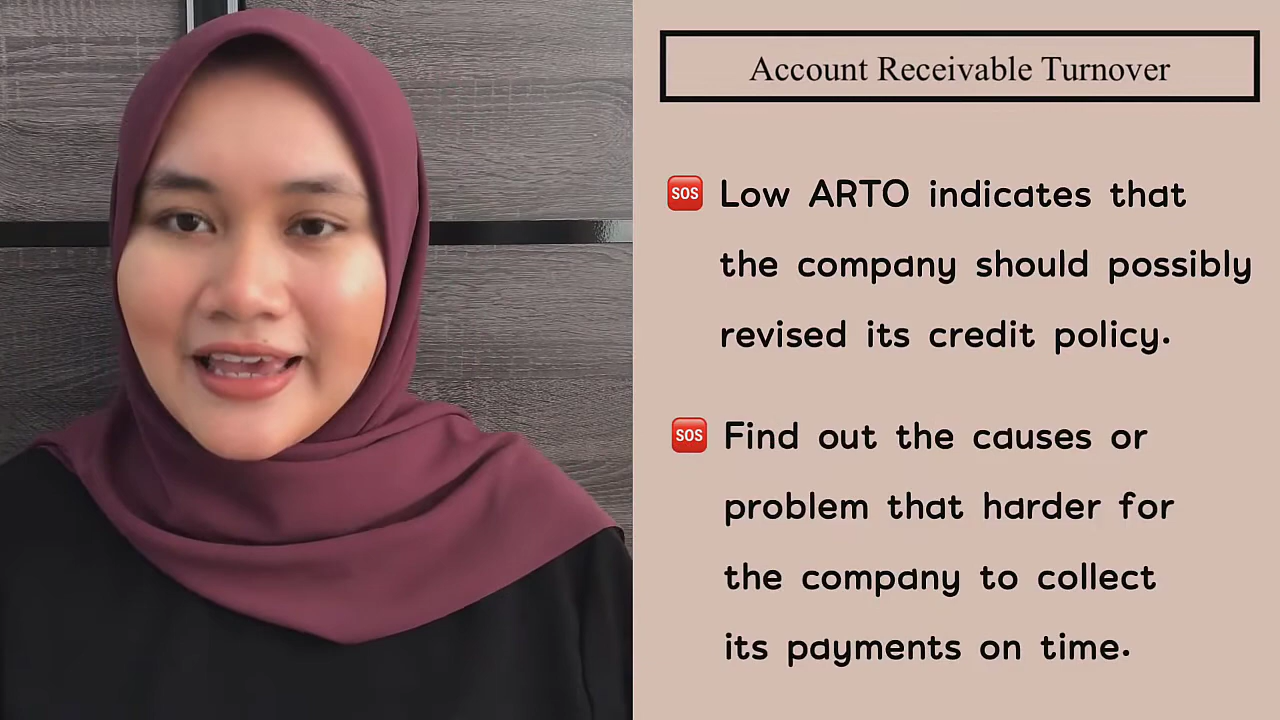 Account Receivable Turnover
🆘 Low ARTO indicates that
the company should possibly
revised its credit policy.
🆘 Find out the causes or
problem that harder for
the company to collect
its payments on time.